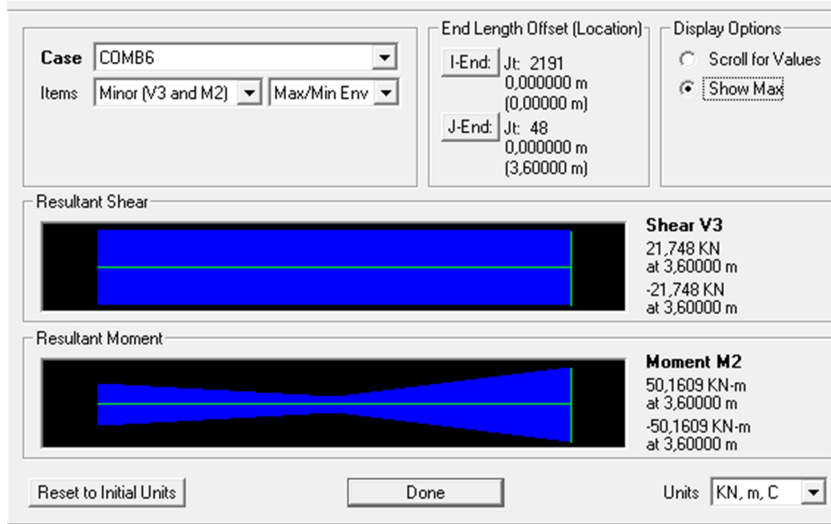 End Length Offset (Location)
Display Options
Case COMB6
Items Minor (V3 and M2) Max/Min Env
I-End: Jt: 2191
0,000000 m
(0,00000 m)
J-End: Jt: 48
0,000000 m
(3,60000 m)
Scroll for Values
Show Max
Resultant Shear
Shear V3
21,748 KN
at 3,60000 m
-21,748 KN
at 3,60000 m
Resultant Moment
Moment M2
50,1609 KN-m
at 3,60000 m
-50,1609 KN-m
at 3,60000 m
Reset to Initial Units
Done
Units KN, m, C